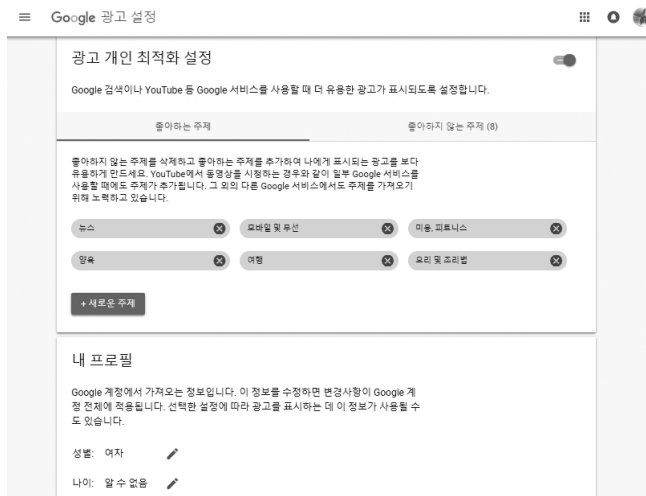 Google 광고 설정
광고 개인 최적화 설정
Google 검색이나 YouTube 등 Google 서비스를 사용할 때 더 유용한 광고가 표시되도록 설정합니다.
좋아하는 주제
좋아하지 않는 주제 (8)
좋아하지 않는 주제를 삭제하고 좋아하는 주제를 추가하여 나에게 표시되는 광고를 보다
유용하게 만드세요. YouTube에서 동영상을 시청하는 경우와 같이 일부 Google 서비스를
사용할 때에도 주제가 추가됩니다. 그 외의 다른 Google 서비스에서도 주제를 가져오기
위해 노력하고 있습니다.
뉴스
모바일 및 무선
미용, 피트니스
양육
여행
요리 및 조리법
+ 새로운 주제
내 프로필
Google 계정에서 가져오는 정보입니다. 이 정보를 수정하면 변경사항이 Google 계
정 전체에 적용됩니다. 선택한 설정에 따라 광고를 표시하는 데 이 정보가 사용될 수
도 있습니다.
성별: 여자
나이: 알 수 없음